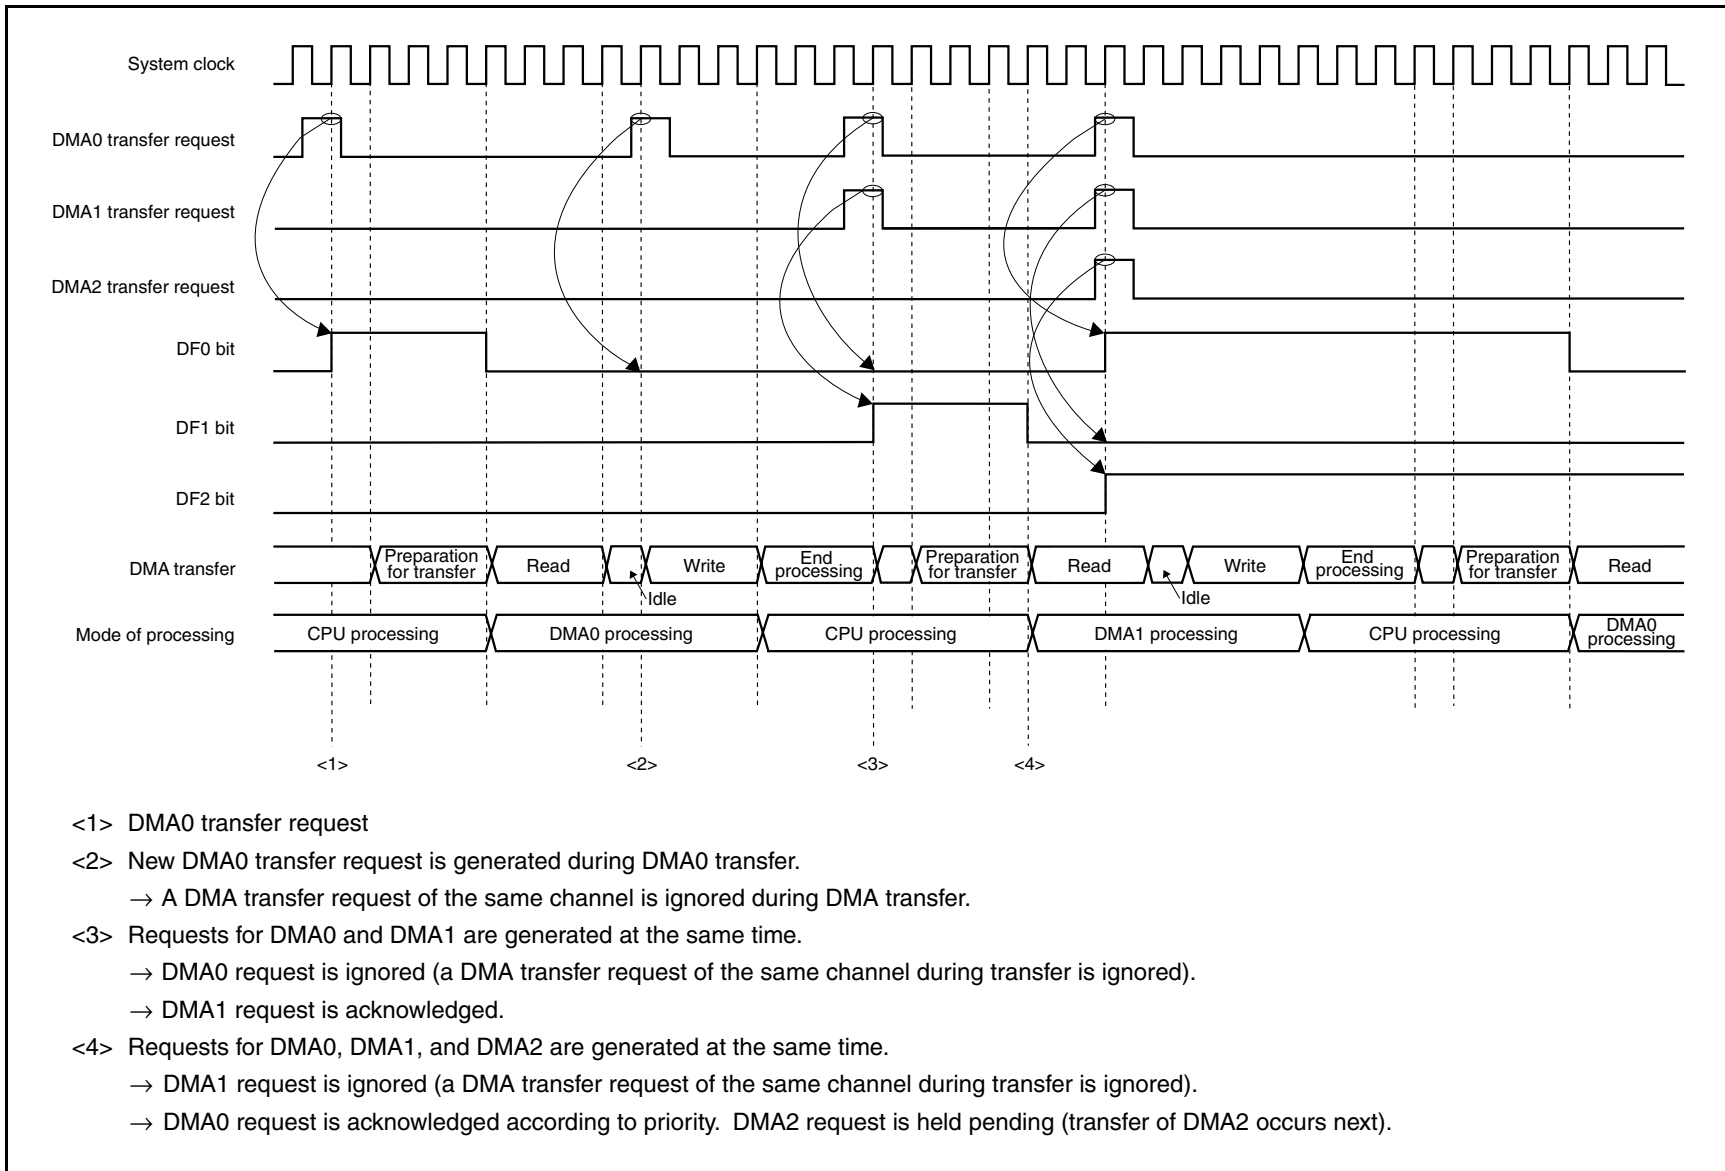 System clock
DMA0 transfer request
DMA1 transfer request
DMA2 transfer request
DF0 bit
DF1 bit
DF2 bit
DMA transfer
Preparation
for transfer
Read
Idle
Write
End
processing
Preparation
for transfer
Read
Idle
Write
End
processing
Preparation
for transfer
Read
Mode of processing
CPU processing
DMA0 processing
CPU processing
DMA1 processing
CPU processing
DMA0
processing
<1>
<2>
<3>
<4>
<1> DMA0 transfer request
<2> New DMA0 transfer request is generated during DMA0 transfer.
→ A DMA transfer request of the same channel is ignored during DMA transfer.
<3> Requests for DMA0 and DMA1 are generated at the same time.
→ DMA0 request is ignored (a DMA transfer request of the same channel during transfer is ignored).
→ DMA1 request is acknowledged.
<4> Requests for DMA0, DMA1, and DMA2 are generated at the same time.
→ DMA1 request is ignored (a DMA transfer request of the same channel during transfer is ignored).
→ DMA0 request is acknowledged according to priority. DMA2 request is held pending (transfer of DMA2 occurs next).